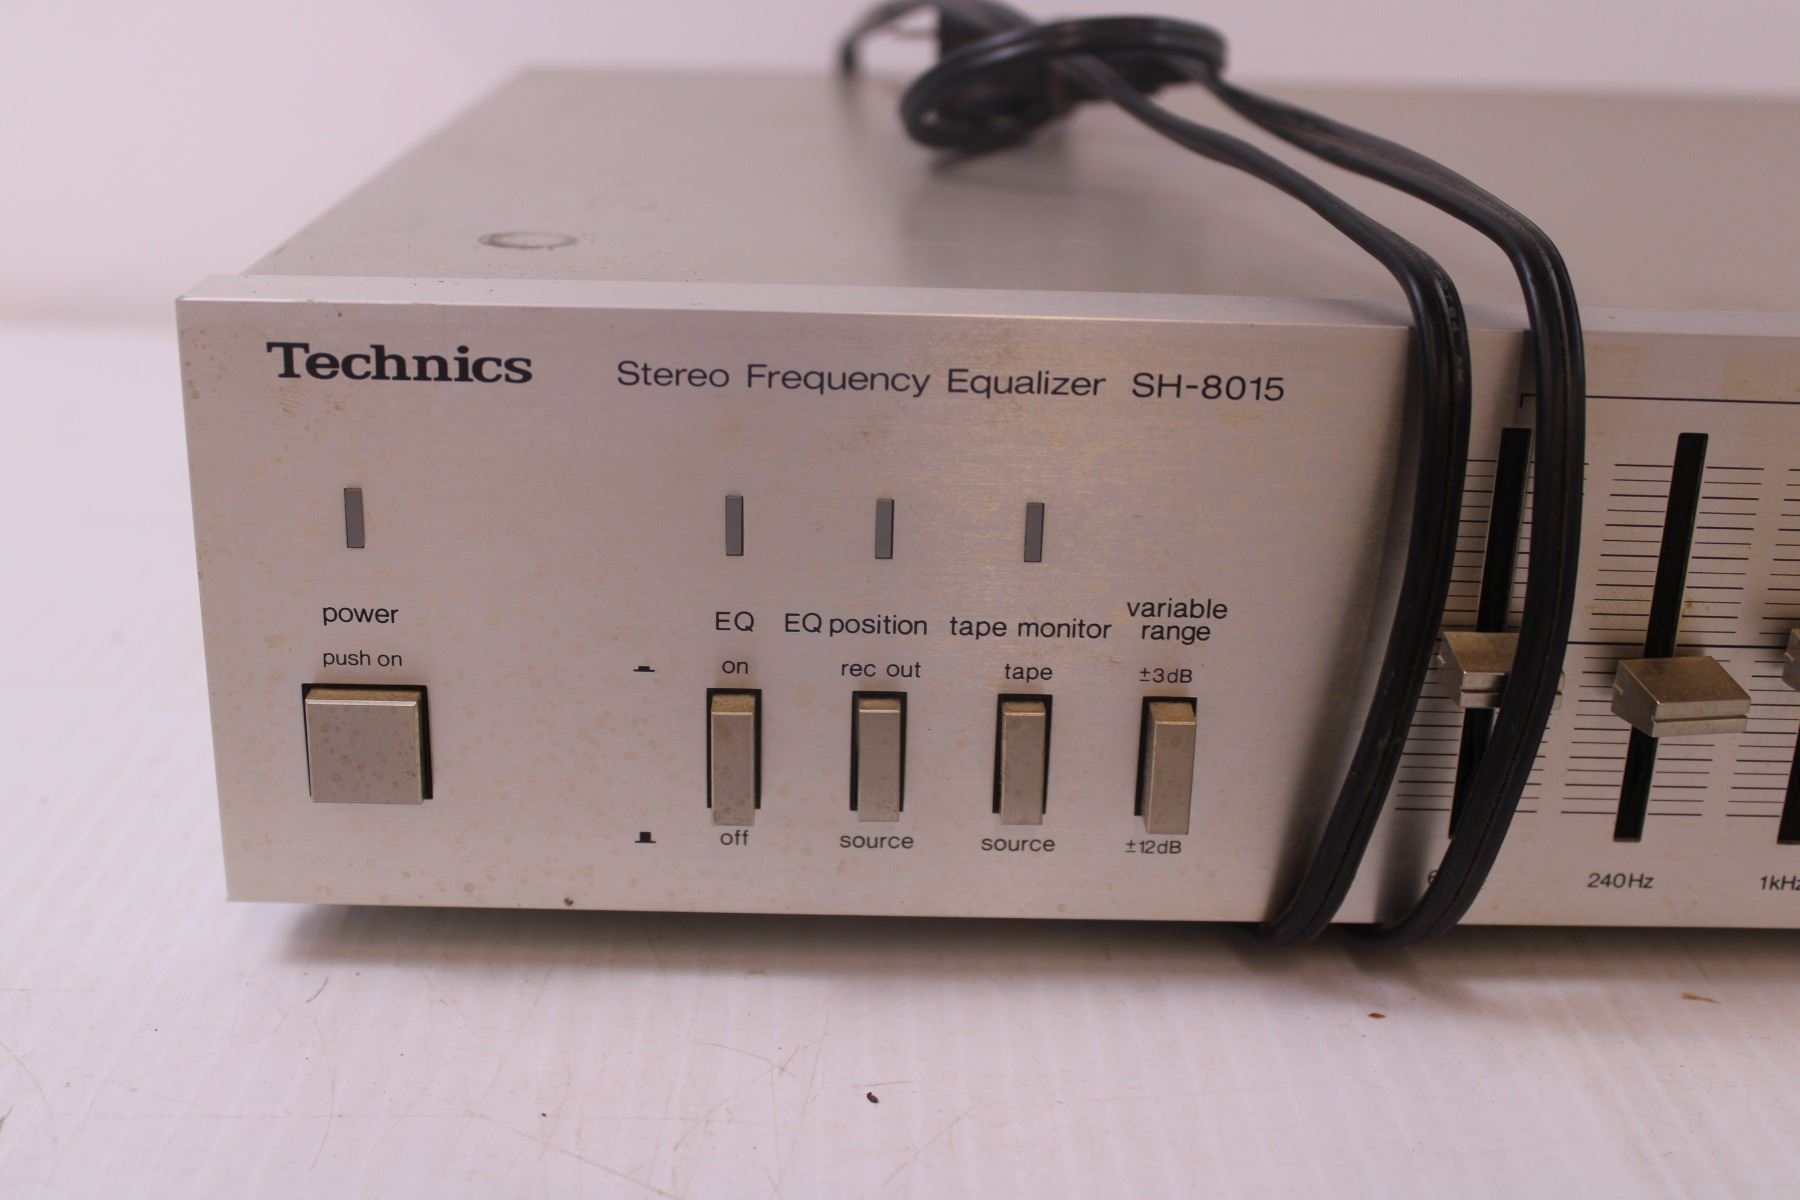 Technics
Stereo Frequency Equalizer SH-8015
power
push on
EQ
on
off
EQ position
rec out
source
tape monitor
tape
source
variable
range
±3dB
±12dB
240Hz
1kHz